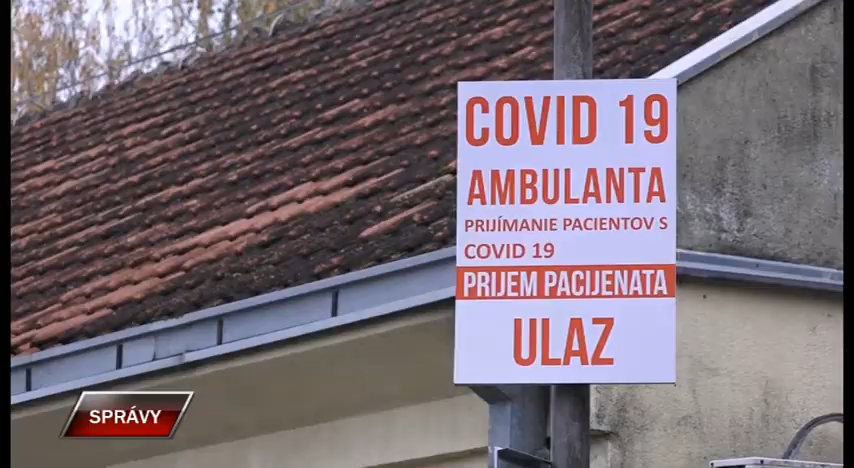 COVID 19
AMBULANTA
PRIJÍMANIE PACIENTOV S
COVID 19
PRIJEM PACIJENATA
ULAZ
SPRÁVY